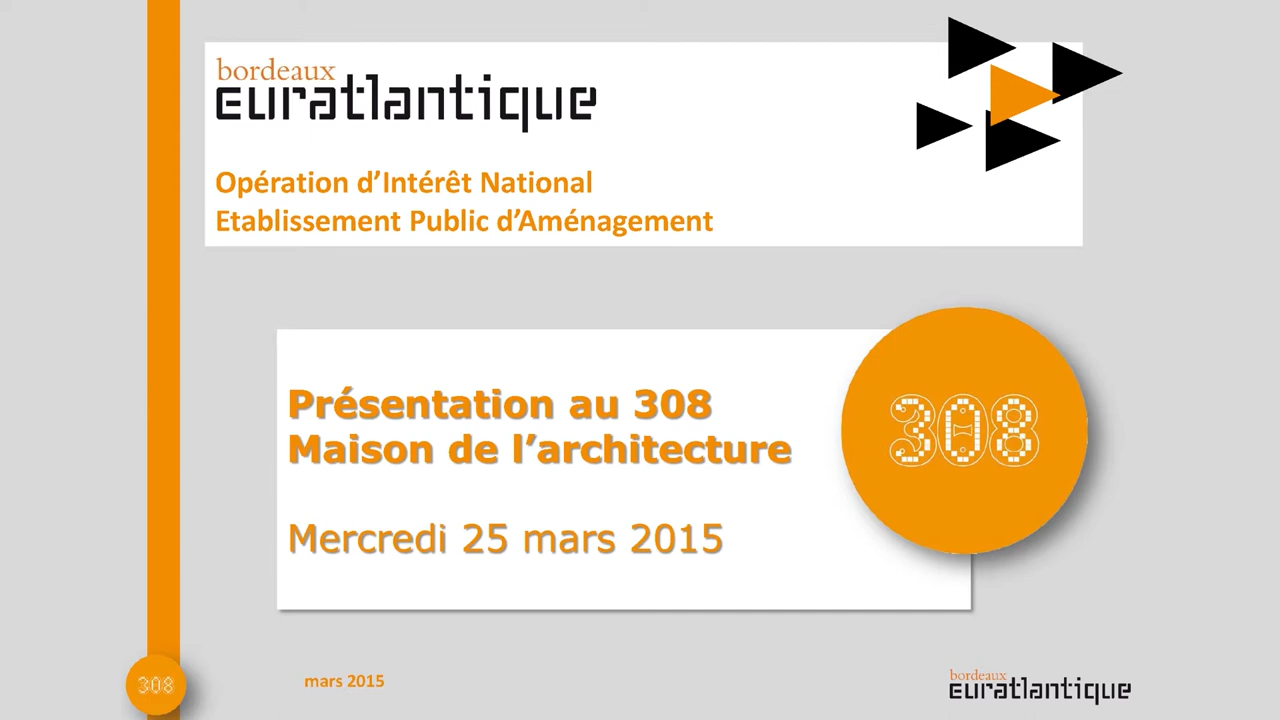 bordeaux
euratlantique
Opération d’Intérêt National
Etablissement Public d’Aménagement
Présentation au 308
Maison de l’architecture
308
Mercredi 25 mars 2015
308
mars 2015
bordeaux
euratlantique